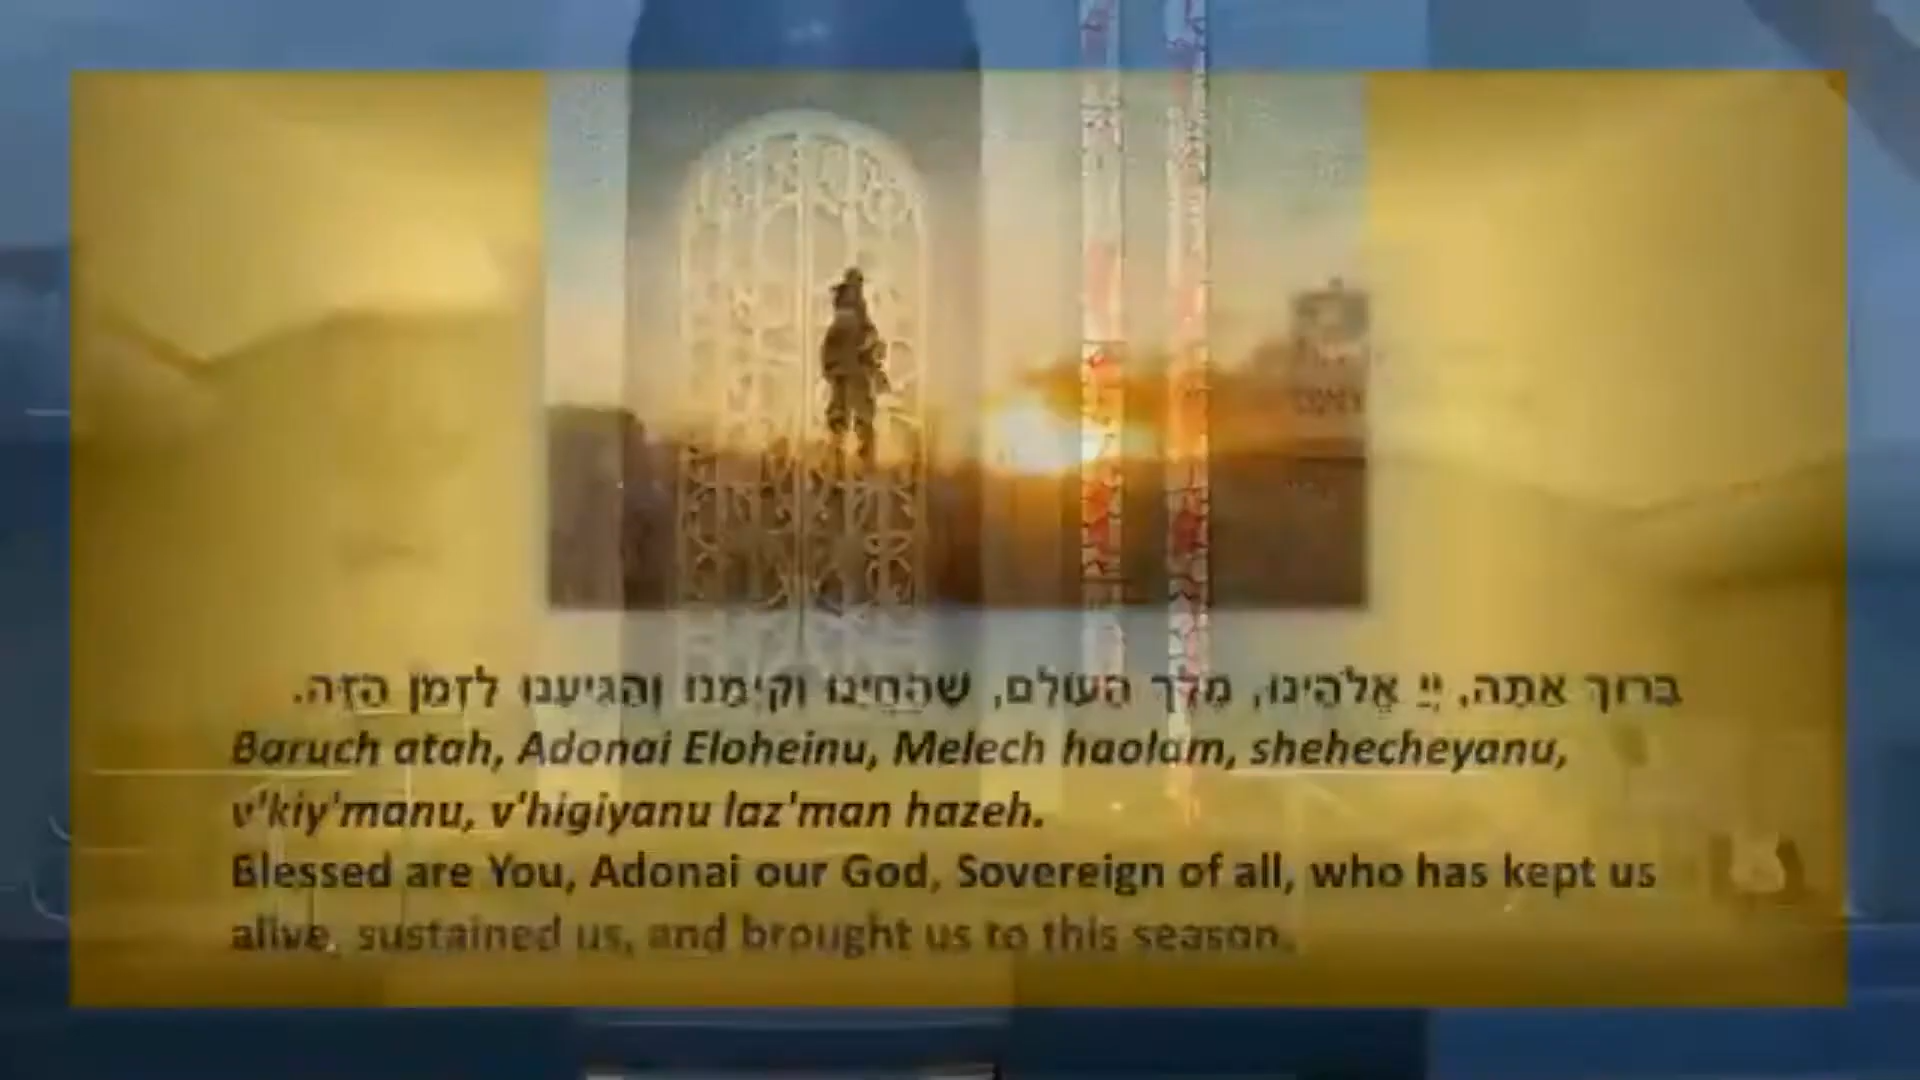 בָּרוּךְ אַתָּה, יְיָ אֱלֹהֵינוּ, מֶלֶךְ הָעוֹלָם, שֶׁהֶחֱיָנוּ וְקִיְּמָנוּ וְהִגִּיעָנוּ לַזְּמַן הַזֶּה.
Baruch atah, Adonai Eloheinu, Melech haolam, shehecheyanu,
v'kiy'manu, v'higiyanu laz'man hazeh.
Blessed are You, Adonai our God, Sovereign of all, who has kept us
alive, sustained us, and brought us to this season.